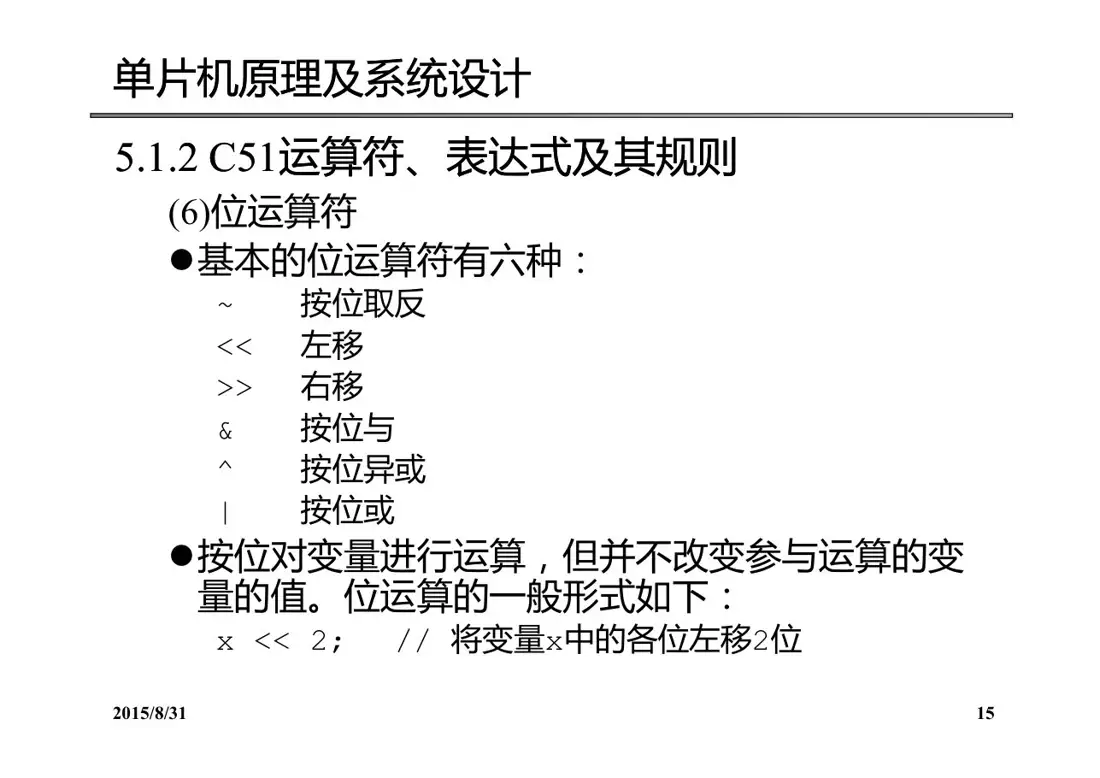 单片机原理及系统设计
5.1.2 C51运算符、表达式及其规则
(6)位运算符
●基本的位运算符有六种：
~ 按位取反
<< 左移
>> 右移
& 按位与
^ 按位异或
| 按位或
●按位对变量进行运算，但并不改变参与运算的变
量的值。位运算的一般形式如下：
x << 2; // 将变量x中的各位左移2位
2015/8/31 15